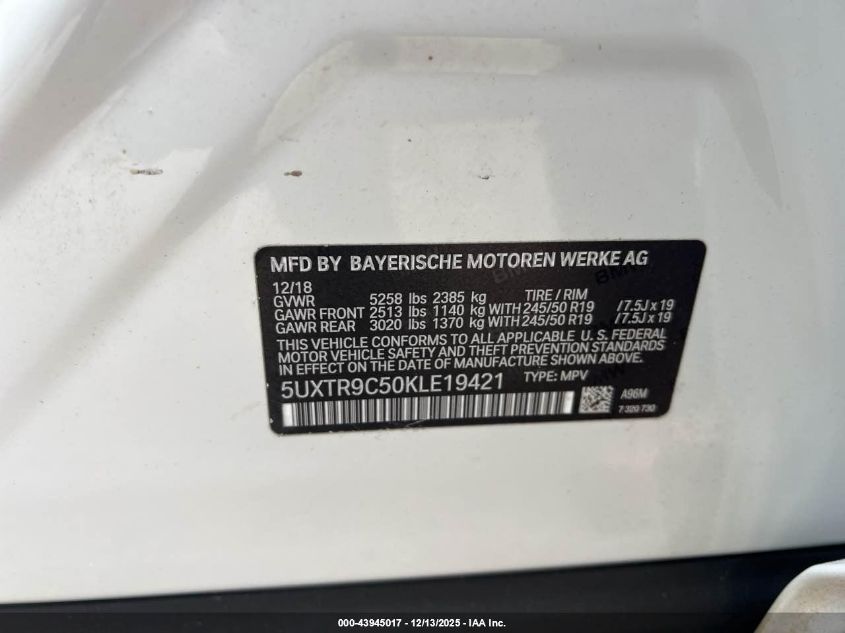 MFD BY BAYERISCHE MOTOREN WERKE AG
12/18
GVWR 5258 lbs 2385 kg TIRE / RIM
GAWR FRONT 2513 lbs 1140 kg WITH 245/50 R19 /7.5J x 19
GAWR REAR 3020 lbs 1370 kg WITH 245/50 R19 /7.5J x 19
THIS VEHICLE CONFORMS TO ALL APPLICABLE U. S. FEDERAL
MOTOR VEHICLE SAFETY AND THEFT PREVENTION STANDARDS
IN EFFECT ON THE DATE OF MANUFACTURE SHOWN ABOVE.
5UXTR9C50KLE19421 TYPE: MPV
A96M
7 320 730
000-43945017 - 12/13/2025 - IAA Inc.